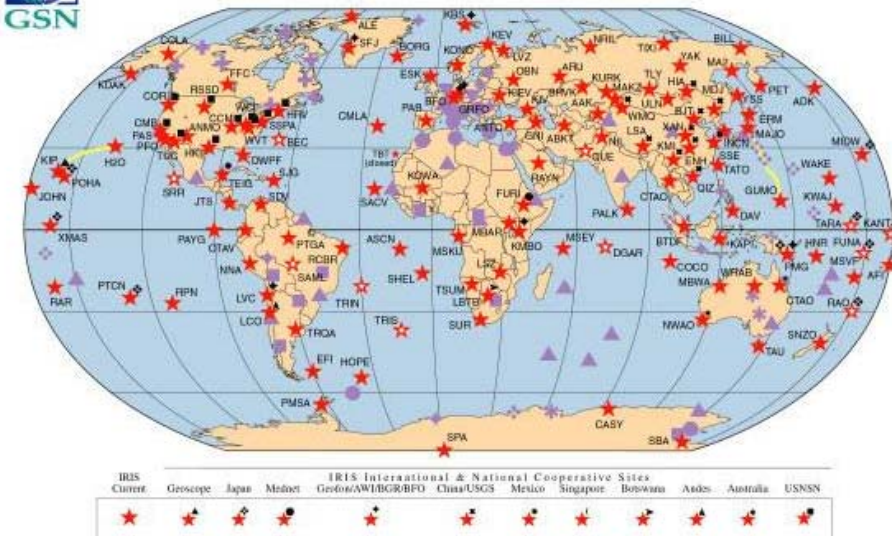 GSN
ALE
KBS
SFJ
BORG
KEV
KONO
LVZ
NRIL
TIXI
BILL
COLA
YAK
MA2
KDAK
FFC
ESK
OBN
ARU
KURK
MAKZ
TLY
HIA
MDJ
PET
ADK
RSSD
COR
BFO
GRFO
KIEV
BRVK
ULN
YSS
CMB
CCM
WCI
HRV
PAB
KIV
AAK
WMQ
BJT
ERM
PAS
ANMO
SSPA
CMLA
ANTO
GNI
ABKT
LSA
XAN
INCN
MAJO
PFO
WVT
BEC
NIL
KMI
SSE
MIDW
KIP
H2O
TUC
HKT
DWPF
TBT
(closed)
RAYN
QUE
ENH
TATO
WAKE
POHA
JOHN
SRR
TEIG
SJG
SACV
KOWA
FURI
CTAO
QIZ
GUMO
KWAJ
JTS
SDV
PALK
DAV
TARA
KANTA
XMAS
PAYG
OTAV
PTGA
ASCN
MSKU
MBAR
KMBO
MSEY
DGAR
BTDF
KAPI
HNR
FUNA
NNA
RCBR
SAML
SHEL
LSZ
COCO
MBWA
WRAB
PMG
MSVF
AFI
RAR
PTCN
RPN
LVC
TRIN
TSUM
LBTB
CTAO
RAO
LCO
TRQA
TRIS
SUR
NWAO
SNZO
TAU
EFI
HOPE
PMSA
CASY
SPA
SBA
IRIS International & National Cooperative Sites
IRIS Current
Geoscope
Japan
Mednet
Geofon/AWI/BGR/BFO
China/USGS
Mexico
Singapore
Botswana
Andes
Australia
USNSN